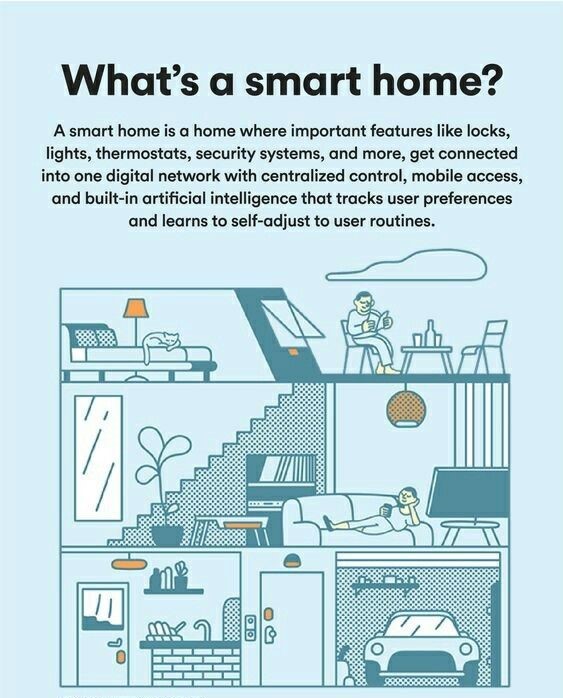 What's a smart home?
A smart home is a home where important features like locks,
lights, thermostats, security systems, and more, get connected
into one digital network with centralized control, mobile access,
and built-in artificial intelligence that tracks user preferences
and learns to self-adjust to user routines.